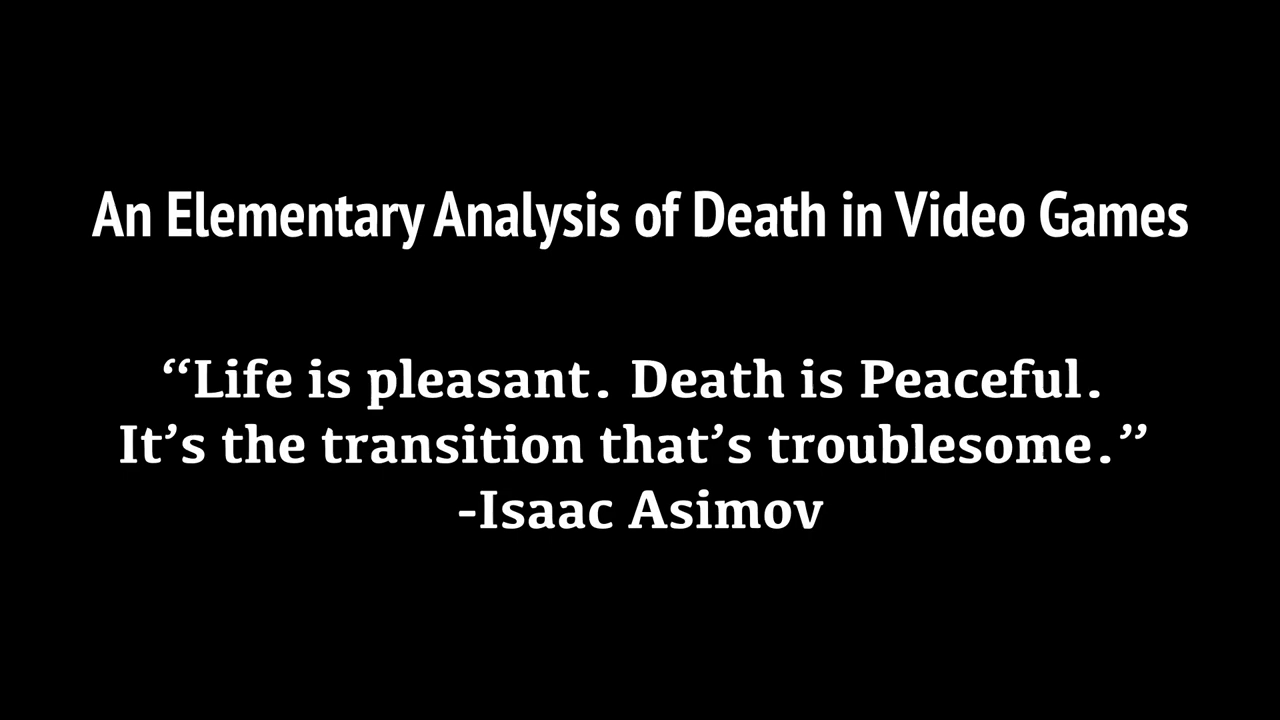 An Elementary Analysis of Death in Video Games
“Life is pleasant. Death is Peaceful.
It’s the transition that’s troublesome.”
-Isaac Asimov